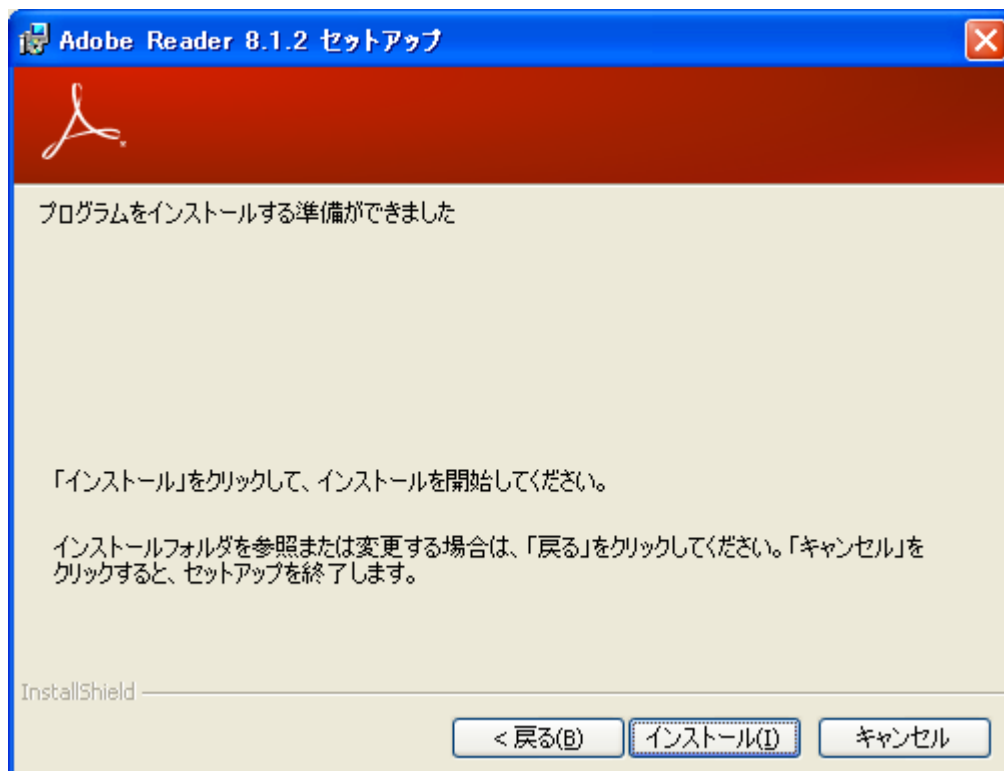 Adobe Reader 8.1.2 セットアップ
プログラムをインストールする準備ができました
「インストール」をクリックして、インストールを開始してください。
インストールフォルダを参照または変更する場合は、「戻る」をクリックしてください。「キャンセル」を
クリックすると、セットアップを終了します。
InstallShield
< 戻る(B) インストール(I) キャンセル